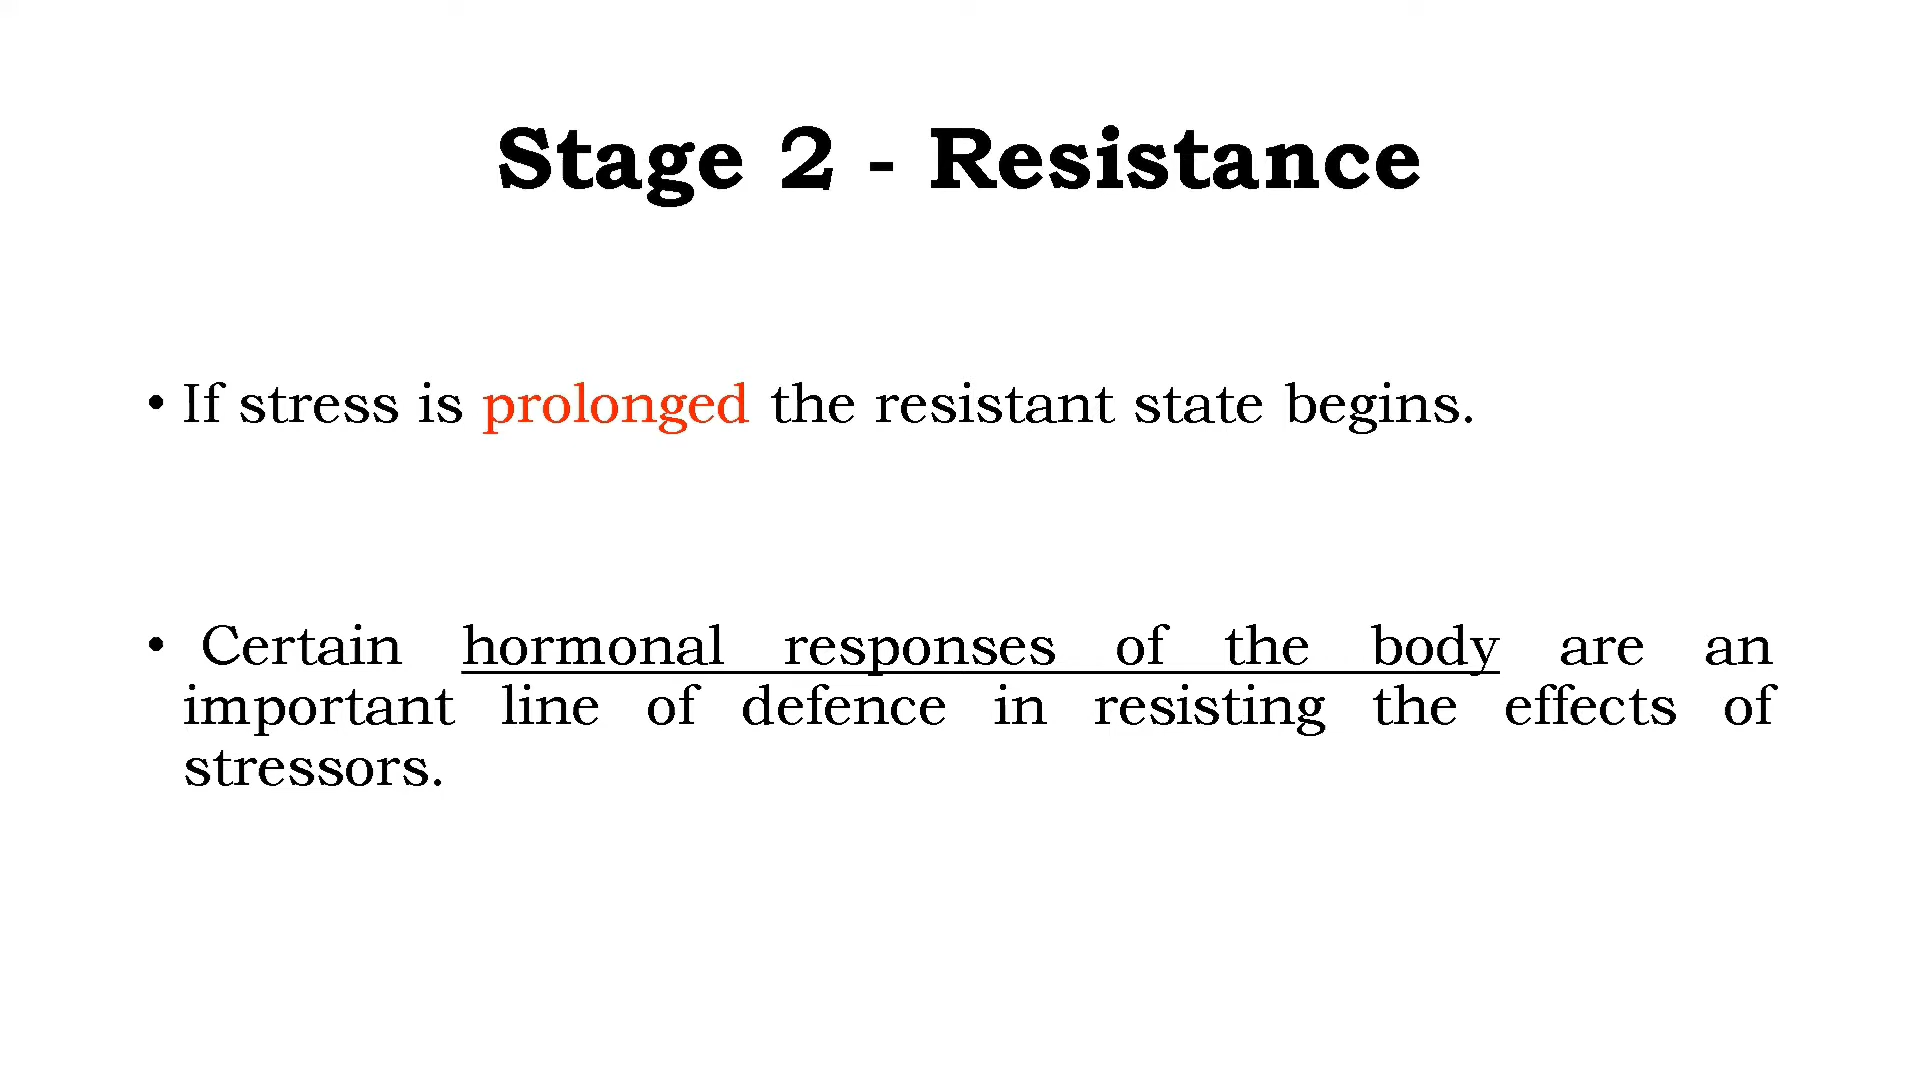 Stage 2 - Resistance
• If stress is prolonged the resistant state begins.
• Certain hormonal responses of the body are an
important line of defence in resisting the effects of
stressors.